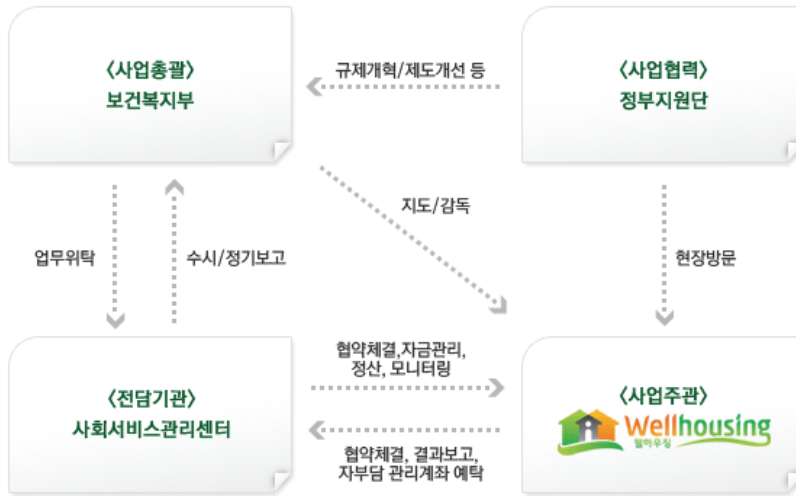 〈사업총괄〉
보건복지부
규제개혁/제도개선 등
〈사업협력〉
정부지원단
업무위탁
수시/정기보고
지도/감독
현장방문
〈전담기관〉
사회서비스관리센터
협약체결,자금관리,
정산, 모니터링
협약체결, 결과보고,
자부담 관리계좌 예탁
〈사업주관〉
Wellhousing
웰하우징